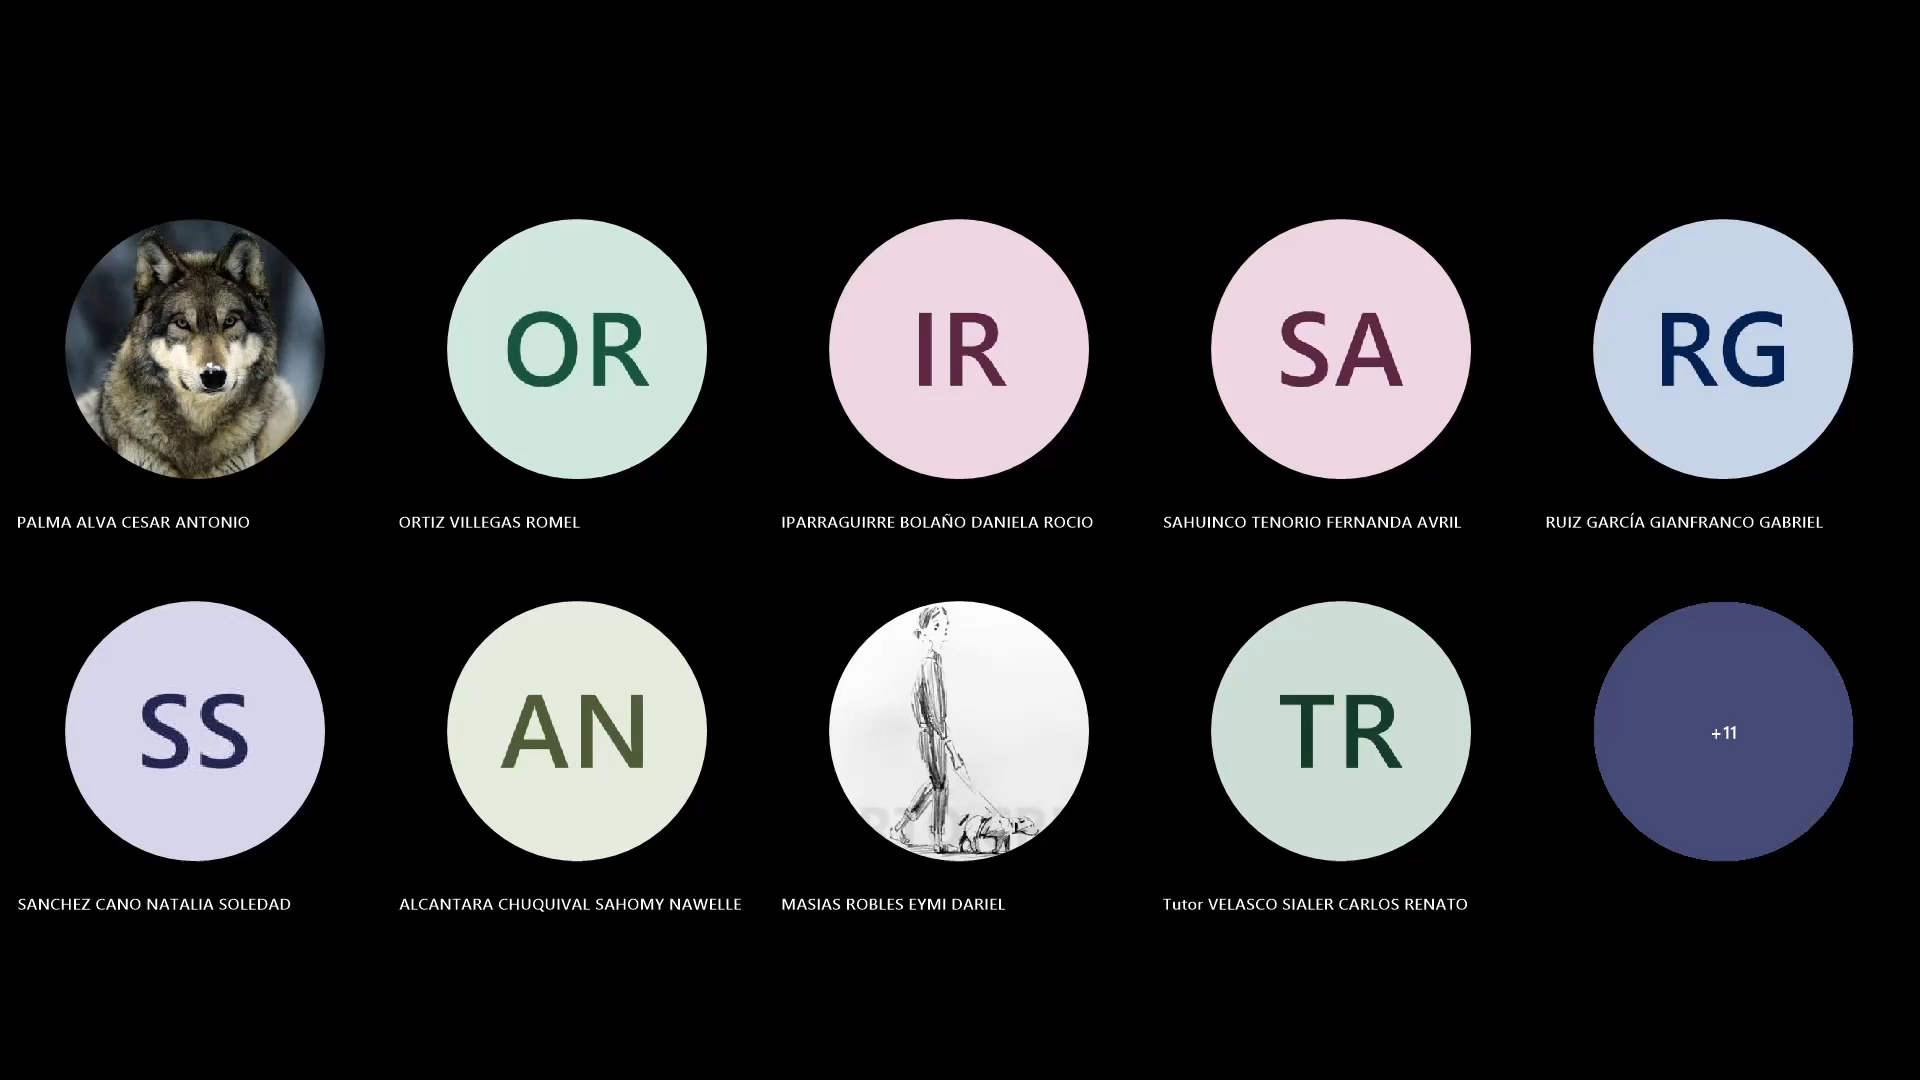 OR
IR
SA
RG
PALMA ALVA CESAR ANTONIO
ORTIZ VILLEGAS ROMEL
IPARRAGUIRRE BOLAÑO DANIELA ROCIO
SAHUINCO TENORIO FERNANDA AVRIL
RUIZ GARCÍA GIANFRANCO GABRIEL
SS
AN
TR
+11
SANCHEZ CANO NATALIA SOLEDAD
ALCANTARA CHUQUIVAL SAHOMY NAWELLE
MASIAS ROBLES EYMI DARIEL
Tutor VELASCO SIALER CARLOS RENATO